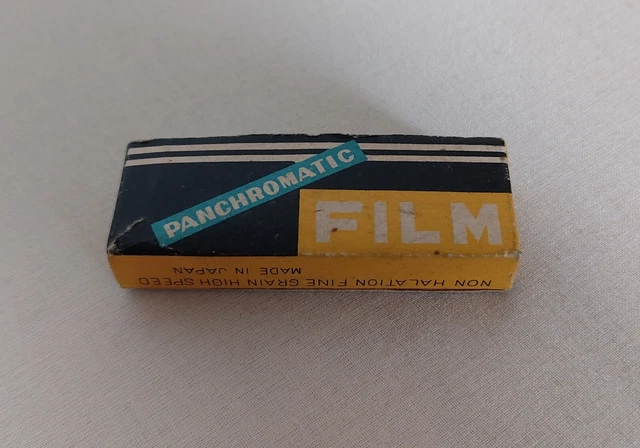 PANCHROMATIC
FILM
NON HALATION FINE GRAIN HIGH SPEED
MADE IN JAPAN